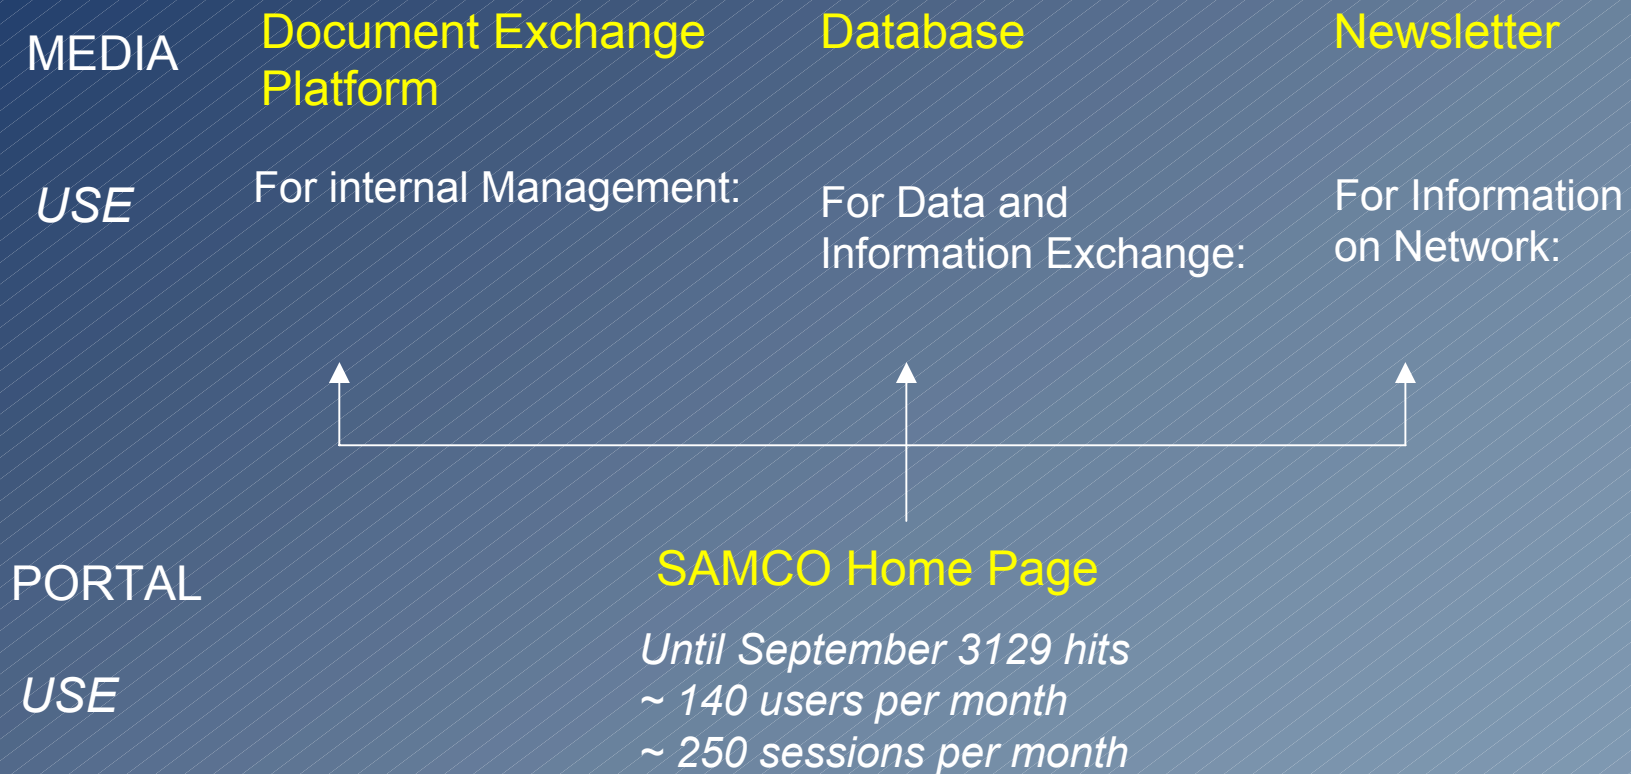 MEDIA
Document Exchange
Platform
Database
Newsletter
USE
For internal Management:
For Data and
Information Exchange:
For Information
on Network:
PORTAL
SAMCO Home Page
USE
Until September 3129 hits
~ 140 users per month
~ 250 sessions per month